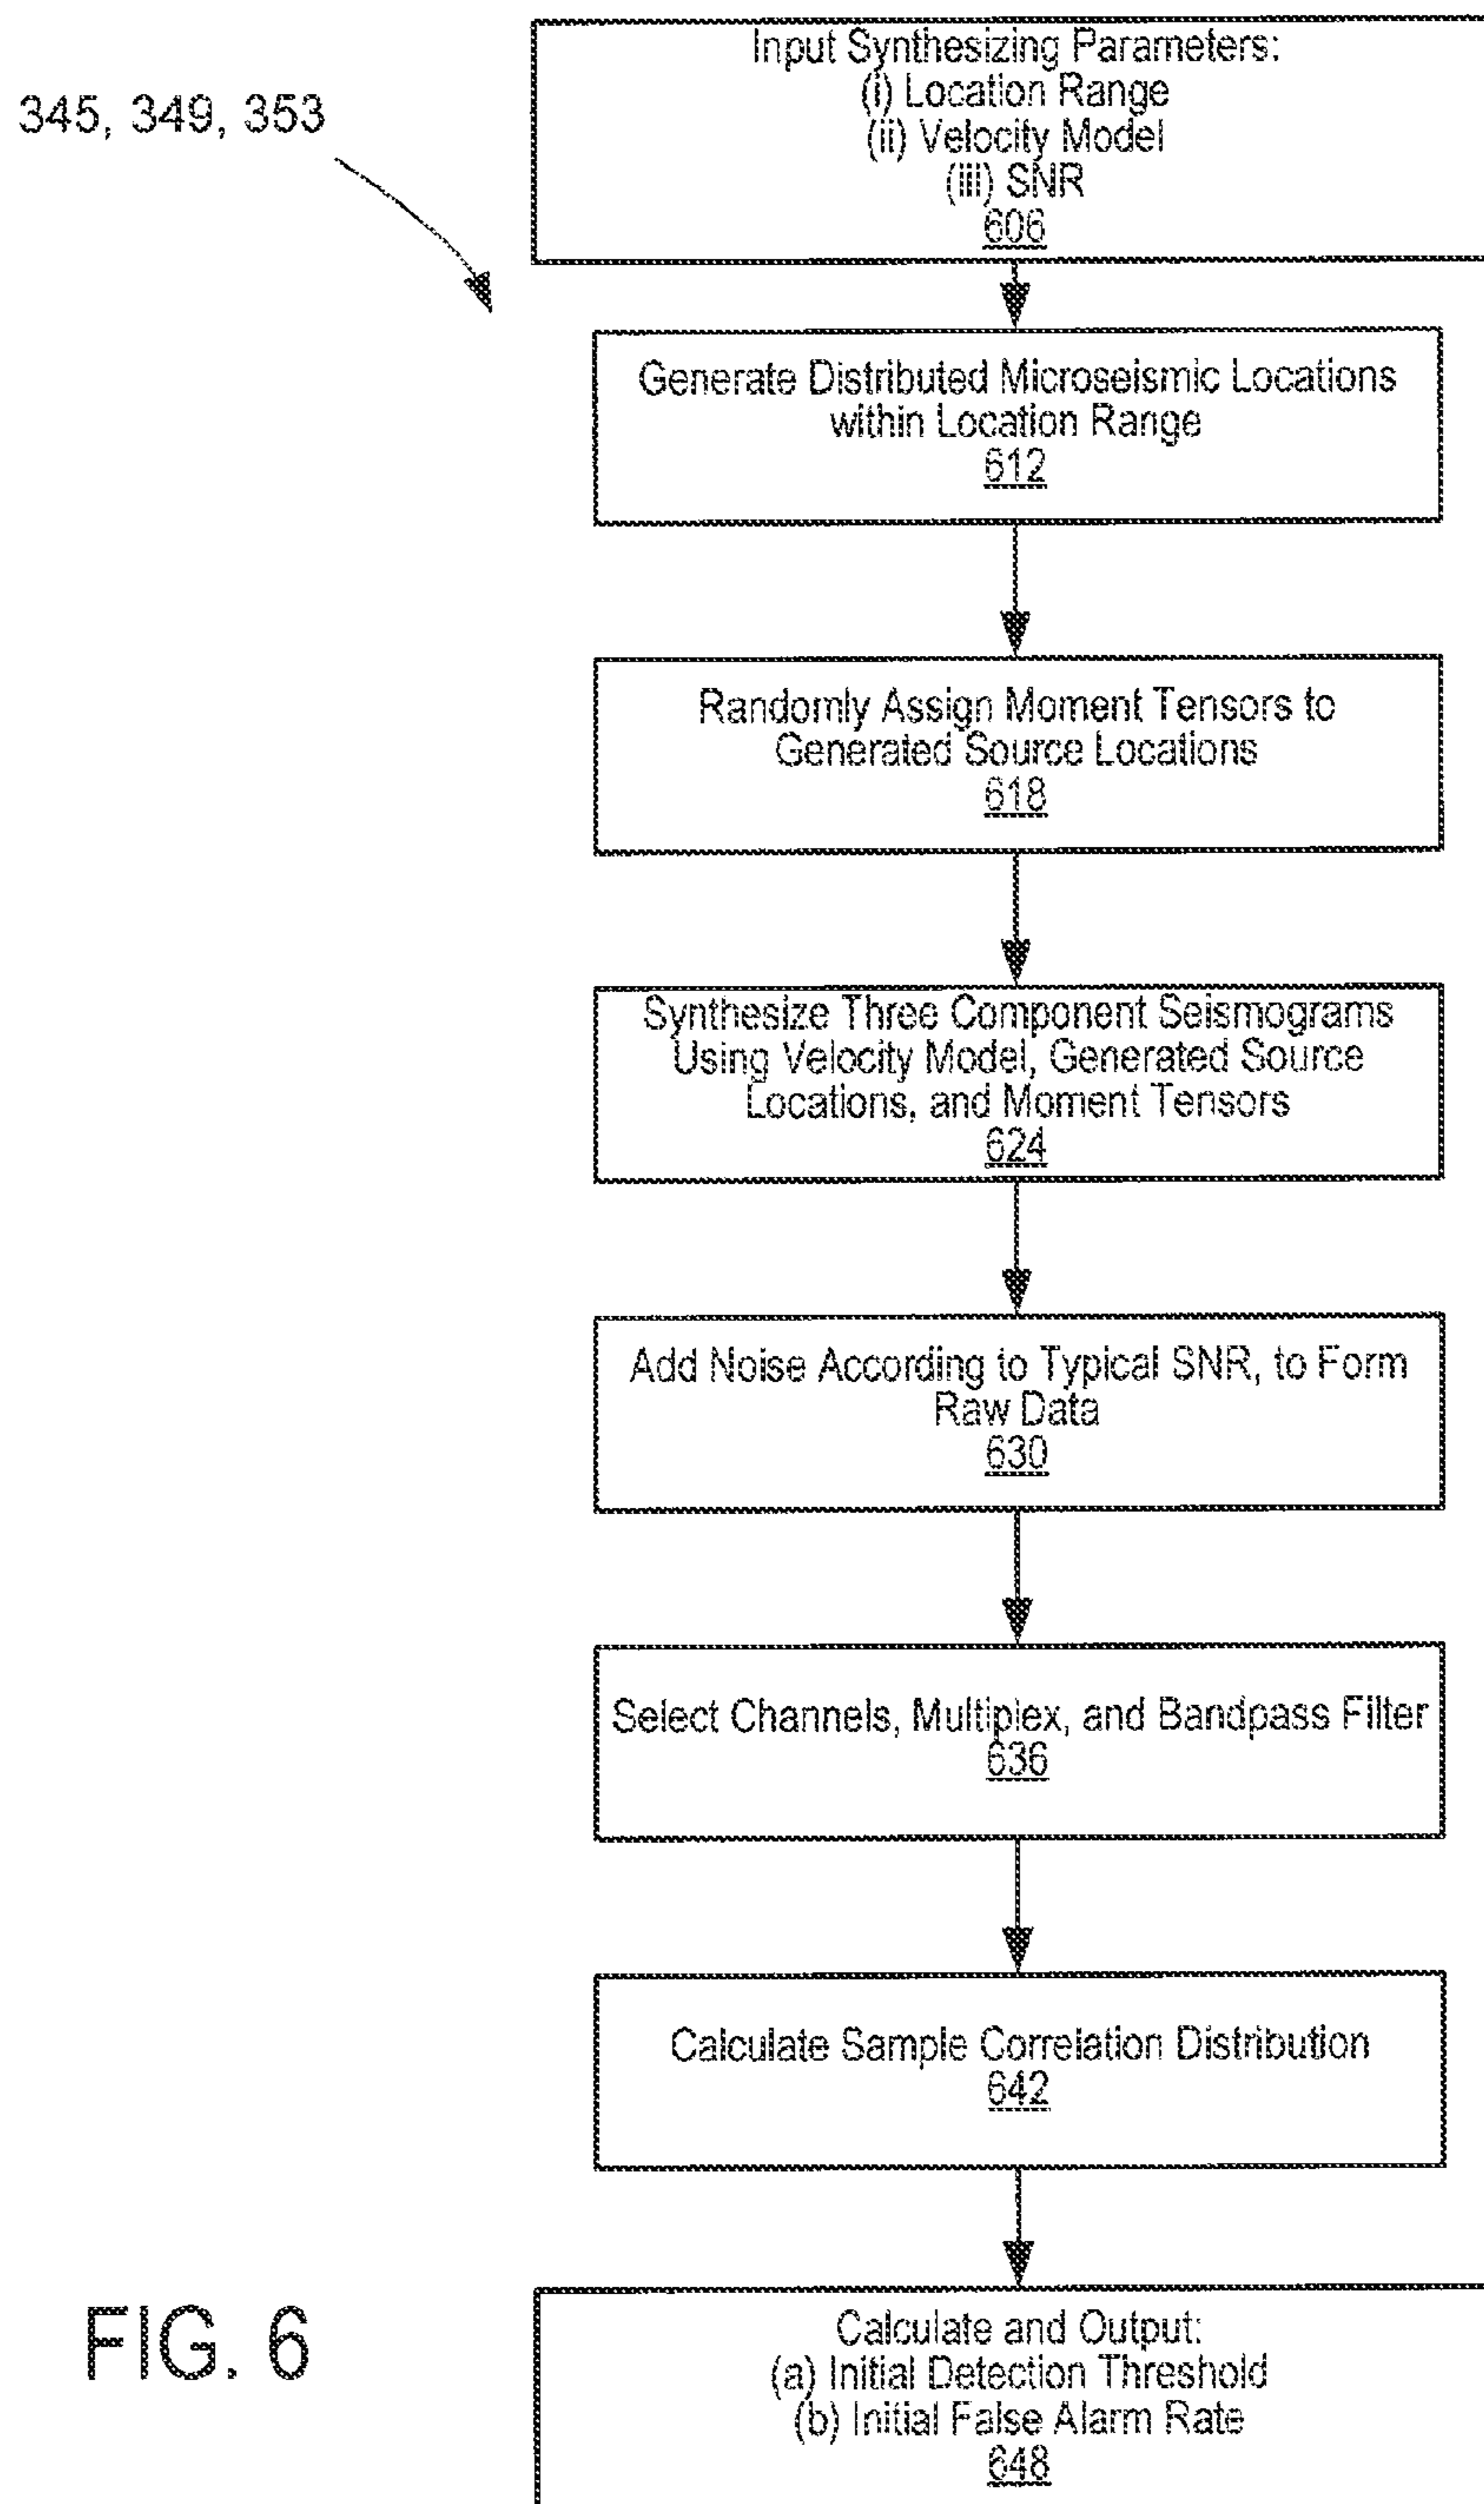 345, 349, 353
Input Synthesizing Parameters:
(i) Location Range
(ii) Velocity Model
(iii) SNR
606
Generate Distributed Microseismic Locations
within Location Range
612
Randomly Assign Moment Tensors to
Generated Source Locations
618
Synthesize Three Component Seismograms
Using Velocity Model, Generated Source
Locations, and Moment Tensors
624
Add Noise According to Typical SNR, to Form
Raw Data
630
Select Channels, Multiplex, and Bandpass Filter
636
Calculate Sample Correlation Distribution
642
Calculate and Output:
(a) Initial Detection Threshold
(b) Initial False Alarm Rate
648
FIG. 6